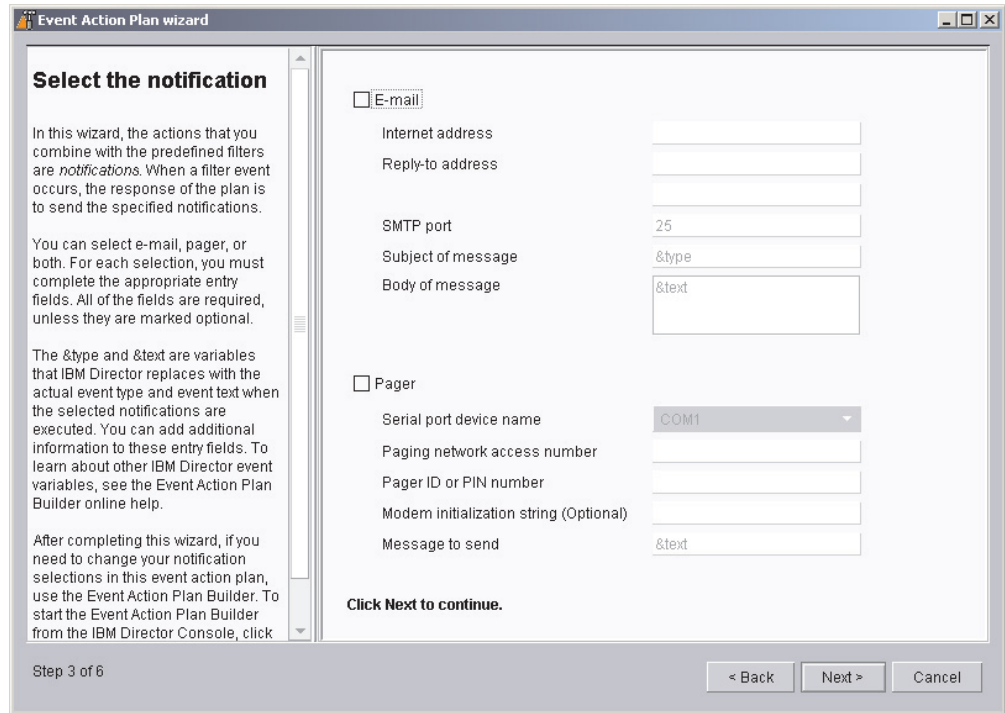 Event Action Plan wizard
Select the notification
In this wizard, the actions that you
combine with the predefined filters
are notifications. When a filter event
occurs, the response of the plan is
to send the specified notifications.
You can select e-mail, pager, or
both. For each selection, you must
complete the appropriate entry
fields. All of the fields are required,
unless they are marked optional.
The &type and &text are variables
that IBM Director replaces with the
actual event type and event text when
the selected notifications are
executed. You can add additional
information to these entry fields. To
learn about other IBM Director event
variables, see the Event Action Plan
Builder online help.
After completing this wizard, if you
need to change your notification
selections in this event action plan,
use the Event Action Plan Builder. To
start the Event Action Plan Builder
from the IBM Director Console, click
E-mail
Internet address
Reply-to address
SMTP port 25
Subject of message &type
Body of message &text
Pager
Serial port device name COM1
Paging network access number
Pager ID or PIN number
Modem initialization string (Optional)
Message to send &text
Click Next to continue.
Step 3 of 6
< Back Next > Cancel